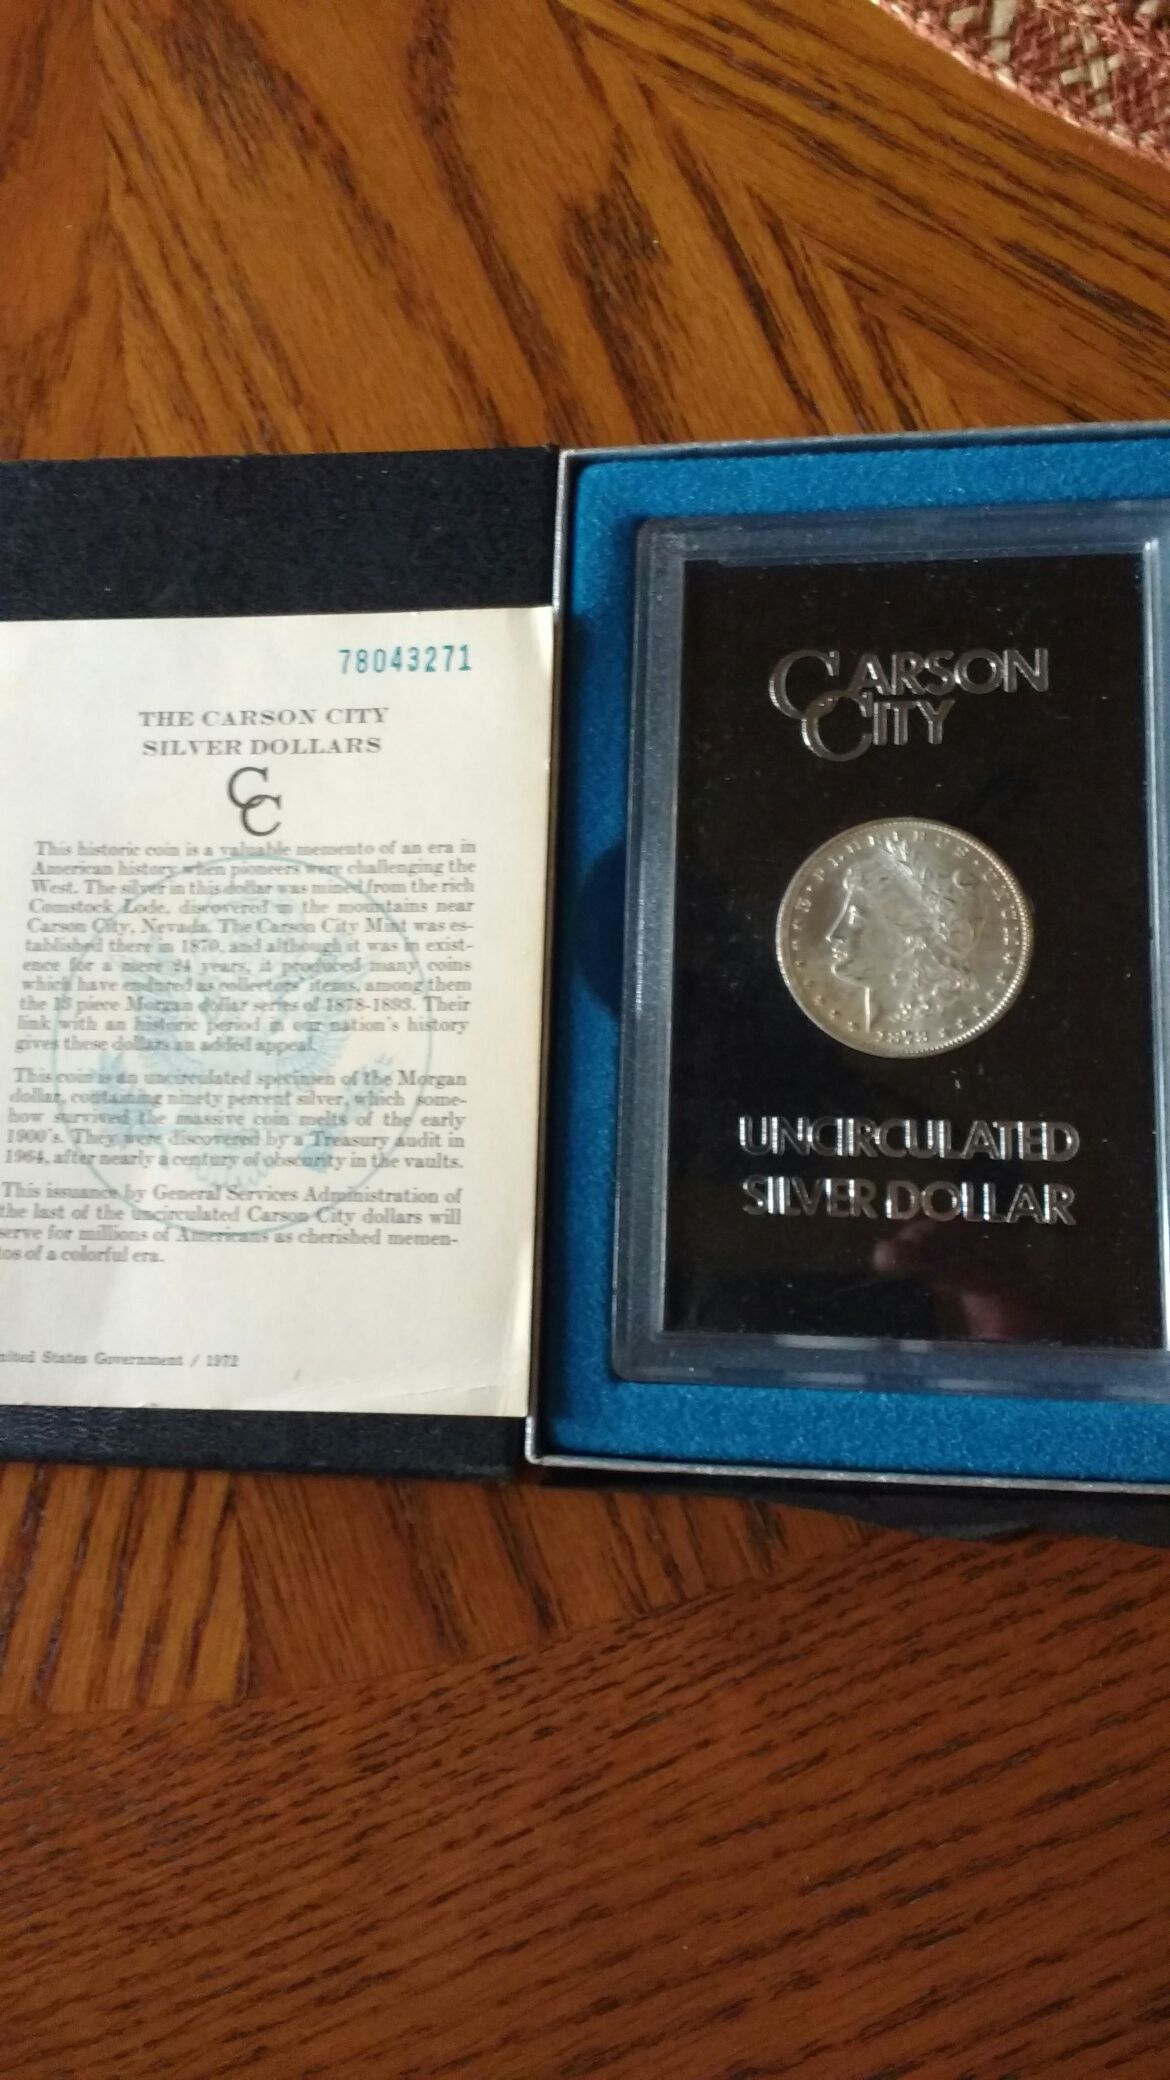 78043271
THE CARSON CITY
SILVER DOLLARS
CC
This historic coin is a valuable memento of an era in
American history when pioneers were challenging the
West. The silver in this dollar was mined from the rich
Comstock Lode, discovered in the mountains near
Carson City, Nevada. The Carson City Mint was es-
tablished there in 1870, and although it was in exist-
ence for a mere 24 years, it produced many coins
which have endured as collectors' items, among them
the 13 piece Morgan dollar series of 1878-1893. Their
link with an historic period in our nation's history
gives these dollars an added appeal.
This coin is an uncirculated specimen of the Morgan
dollar, containing ninety percent silver, which some-
how survived the massive coin melts of the early
1900's. They were discovered by a Treasury audit in
1964, after nearly a century of obscurity in the vaults.
This issuance by General Services Administration of
the last of the uncirculated Carson City dollars will
serve for millions of Americans as cherished memen-
tos of a colorful era.
nited States Government / 1972
CARSON
CITY
1878
UNCIRCULATED
SILVER DOLLAR